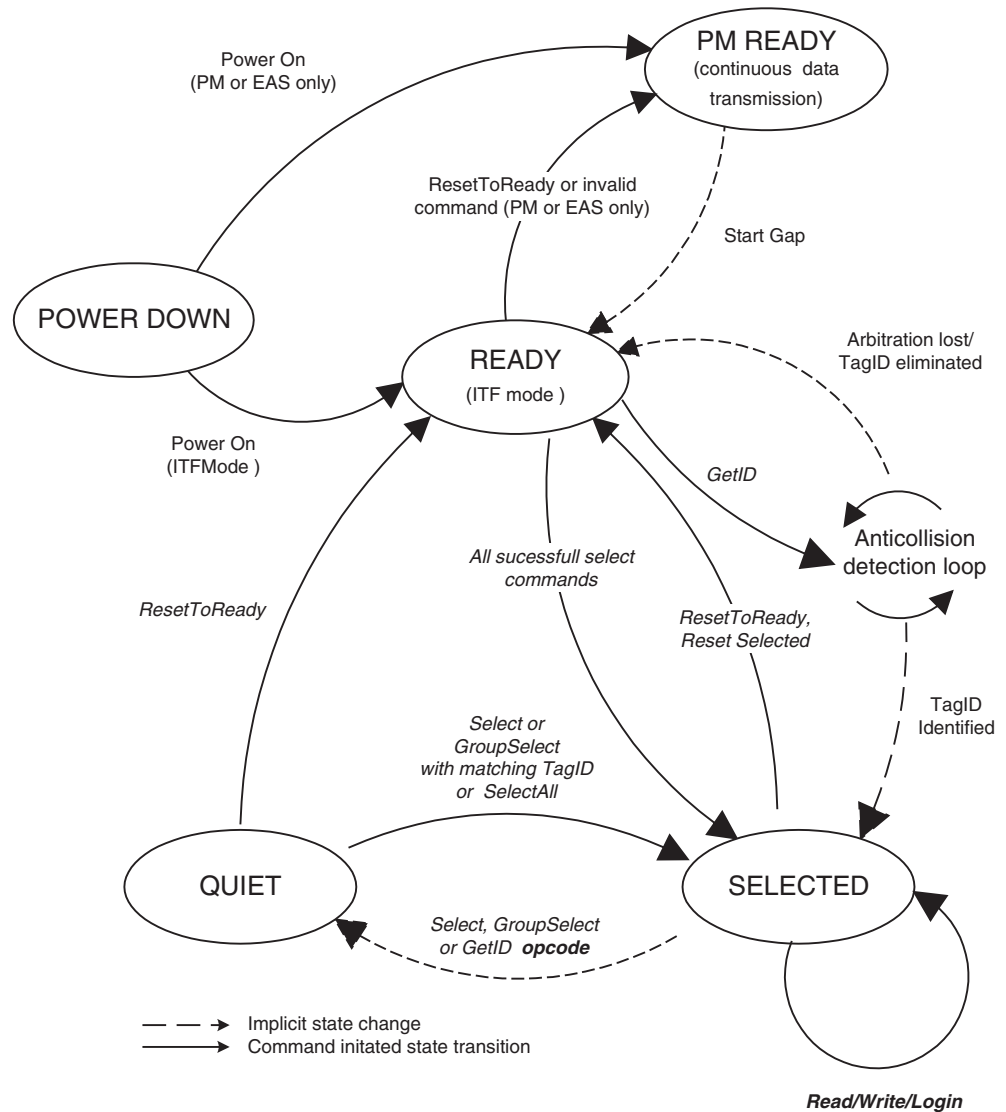 PM READY
(continuous data
transmission)
Power On
(PM or EAS only)
ResetToReady or invalid
command (PM or EAS only)
Start Gap
POWER DOWN
READY
(ITF mode )
Arbitration lost/
TagID eliminated
Power On
(ITFMode )
GetID
Anticollision
detection loop
All sucessfull select
commands
ResetToReady
ResetToReady,
Reset Selected
TagID
Identified
Select or
GroupSelect
with matching TagID
or SelectAll
QUIET
SELECTED
Select, GroupSelect
or GetID opcode
Implicit state change
Command initated state transition
Read/Write/Login